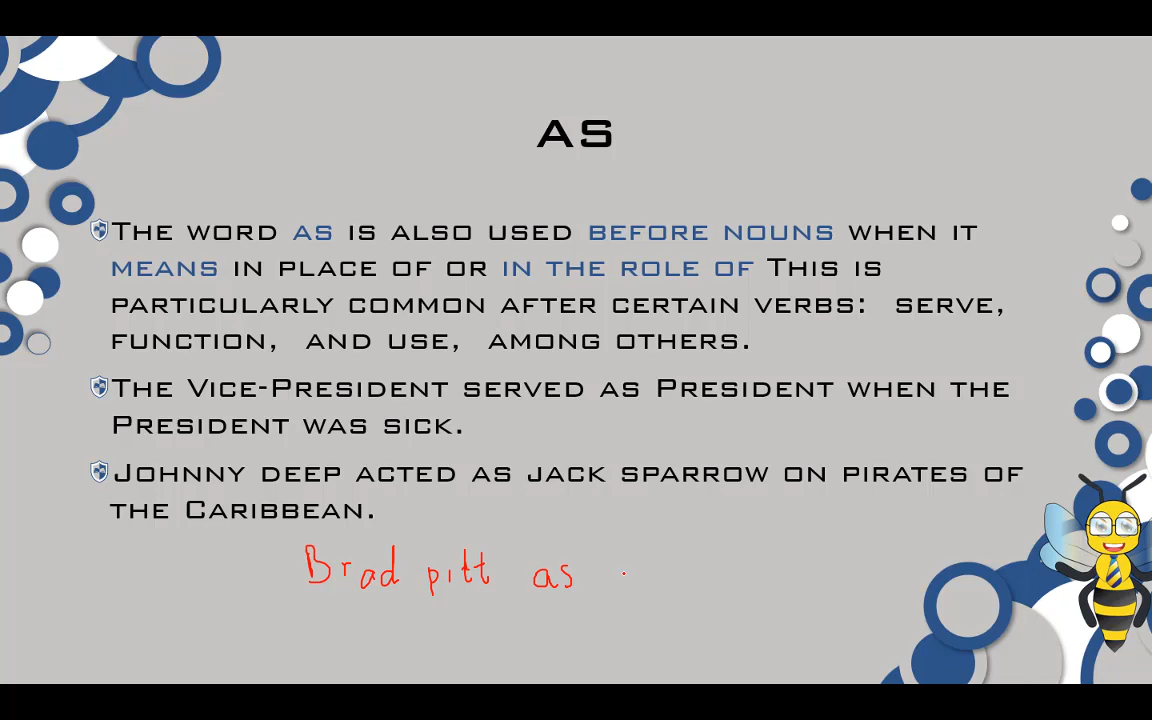 AS
THE WORD AS IS ALSO USED BEFORE NOUNS WHEN IT
MEANS IN PLACE OF OR IN THE ROLE OF THIS IS
PARTICULARLY COMMON AFTER CERTAIN VERBS: SERVE,
FUNCTION, AND USE, AMONG OTHERS.
THE VICE-PRESIDENT SERVED AS PRESIDENT WHEN THE
PRESIDENT WAS SICK.
JOHNNY DEEP ACTED AS JACK SPARROW ON PIRATES OF
THE CARIBBEAN.
Brad pitt as